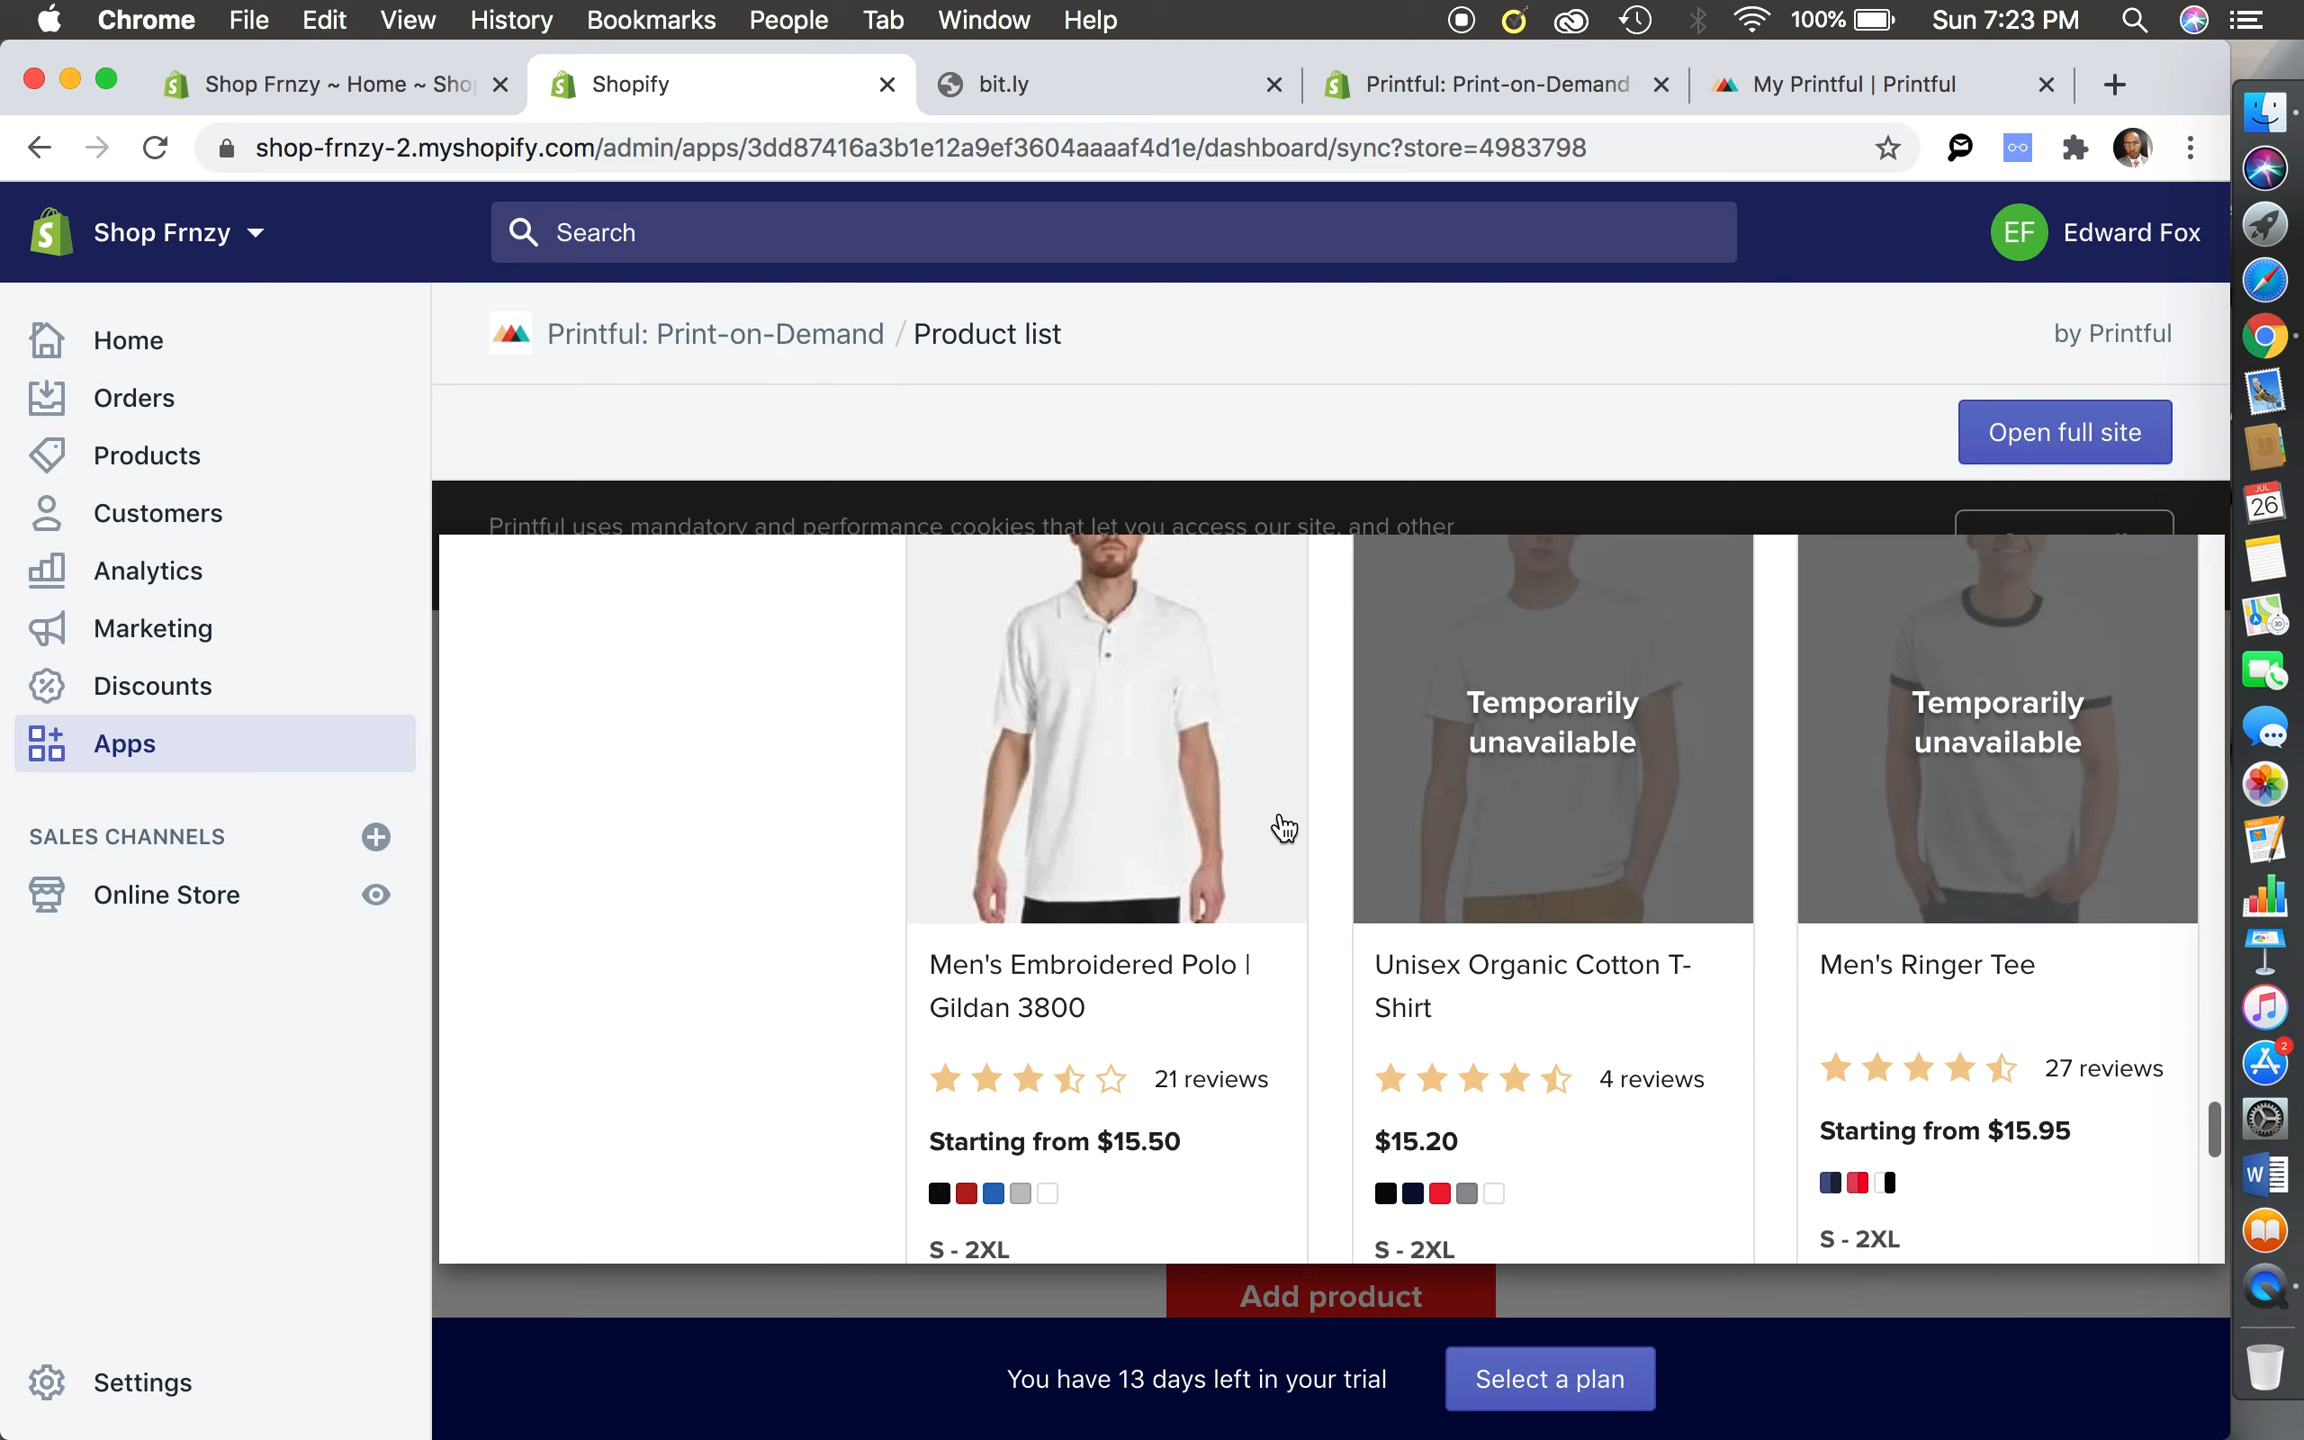 Chrome File Edit View History Bookmarks People Tab Window Help 100% Sun 7:23 PM
Shop Frnzy ~ Home ~ Sho
Shopify
bit.ly
Printful: Print-on-Demand
My Printful | Printful
shop-frnzy-2.myshopify.com/admin/apps/3dd87416a3b1e12a9ef3604aaaaf4d1e/dashboard/sync?store=4983798
Shop Frnzy
Search
EF Edward Fox
Home
Orders
Products
Customers
Analytics
Marketing
Discounts
Apps
SALES CHANNELS
Online Store
Settings
Printful: Print-on-Demand / Product list
by Printful
Open full site
Printful uses mandatory and performance cookies that let you access our site, and other
Temporarily
unavailable
Temporarily
unavailable
Men's Embroidered Polo |
Gildan 3800
21 reviews
Starting from $15.50
S - 2XL
Unisex Organic Cotton T-
Shirt
4 reviews
$15.20
S - 2XL
Men's Ringer Tee
27 reviews
Starting from $15.95
S - 2XL
Add product
You have 13 days left in your trial
Select a plan
JUL
26
2
W